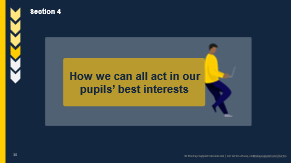 Section 4
How we can all act in our
pupils' best interests